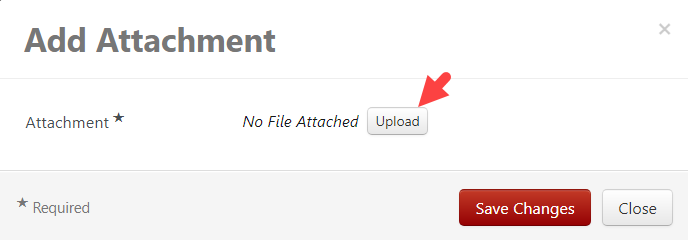 Add Attachment
×
Attachment ★ No File Attached Upload
★ Required Save Changes Close